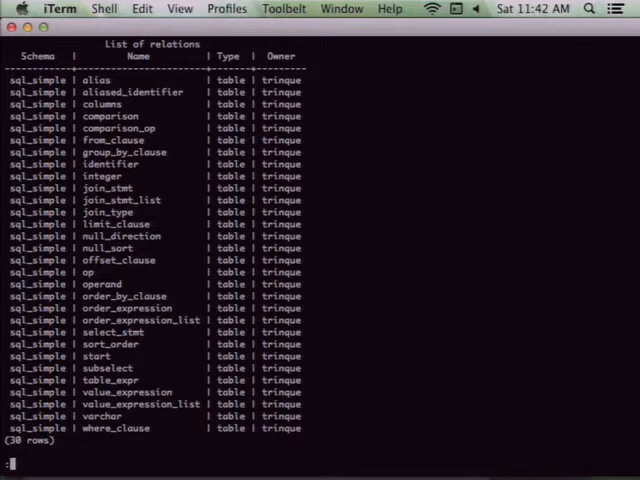 iTerm Shell Edit View Profiles Toolbelt Window Help Sat 11:42 AM
List of relations
Schema | Name | Type | Owner
------------+-----------------------+-------+---------
sql_simple | alias | table | trinque
sql_simple | aliased_identifier | table | trinque
sql_simple | columns | table | trinque
sql_simple | comparison | table | trinque
sql_simple | comparison_op | table | trinque
sql_simple | from_clause | table | trinque
sql_simple | group_by_clause | table | trinque
sql_simple | identifier | table | trinque
sql_simple | integer | table | trinque
sql_simple | join_stmt | table | trinque
sql_simple | join_stmt_list | table | trinque
sql_simple | join_type | table | trinque
sql_simple | limit_clause | table | trinque
sql_simple | null_direction | table | trinque
sql_simple | null_sort | table | trinque
sql_simple | offset_clause | table | trinque
sql_simple | op | table | trinque
sql_simple | operand | table | trinque
sql_simple | order_by_clause | table | trinque
sql_simple | order_expression | table | trinque
sql_simple | order_expression_list | table | trinque
sql_simple | select_stmt | table | trinque
sql_simple | sort_order | table | trinque
sql_simple | start | table | trinque
sql_simple | subselect | table | trinque
sql_simple | table_expr | table | trinque
sql_simple | value_expression | table | trinque
sql_simple | value_expression_list | table | trinque
sql_simple | varchar | table | trinque
sql_simple | where_clause | table | trinque
(30 rows)
: